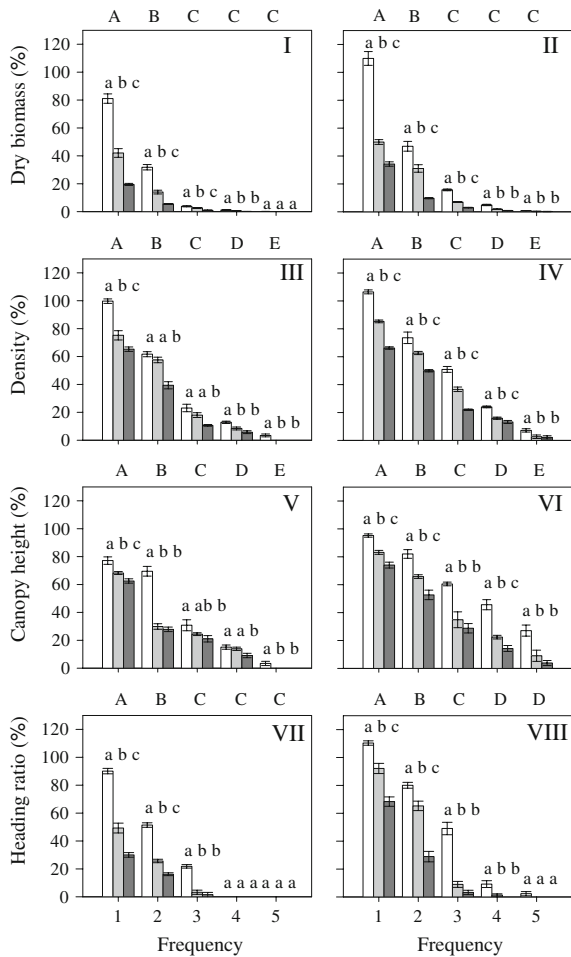 A B C C C
A B C C C
I
II
Dry biomass (%)
120
100
80
60
40
20
0
a b c
a b c
a b c
a b b
a a a
a b c
a b c
a b c
a b b
a b b
A B C D E
A B C D E
III
IV
Density (%)
120
100
80
60
40
20
0
a b c
a a b
a a b
a b b
a b b
a b c
a b c
a b c
a b c
a b b
A B C D E
A B C D E
V
VI
Canopy height (%)
120
100
80
60
40
20
0
a b c
a b b
a ab b
a a b
a b b
a b c
a b c
a b b
a b c
a b b
A B C C C
A B C D D
VII
VIII
Heading ratio (%)
120
100
80
60
40
20
0
a b c
a b c
a b b
a a a a a a
a b c
a b c
a b b
a b b
a a a
1 2 3 4 5
1 2 3 4 5
Frequency
Frequency